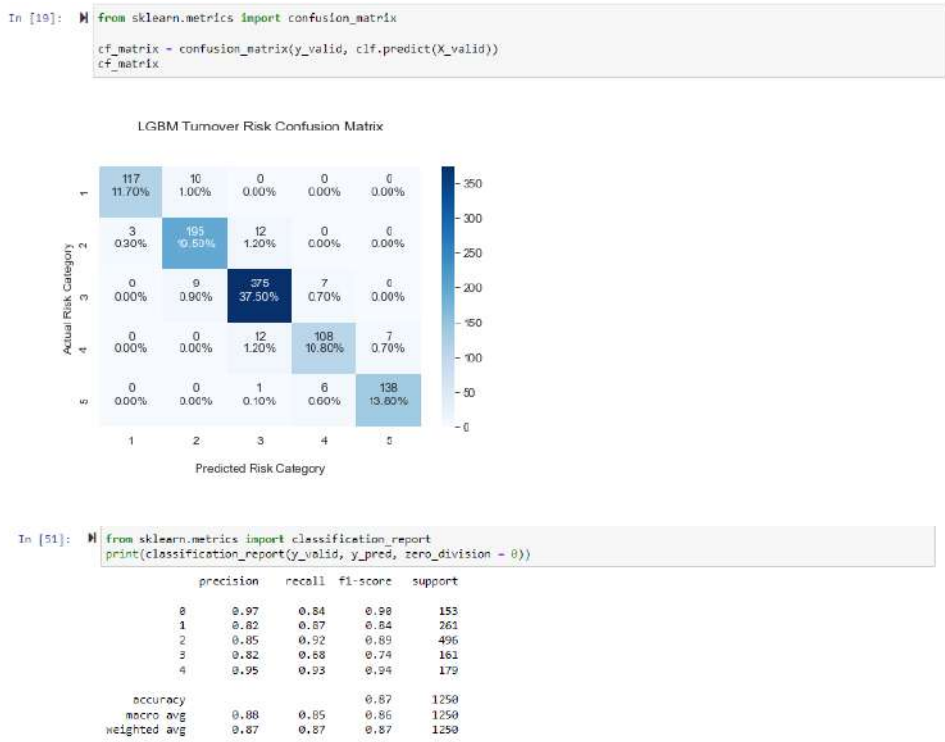 In [19]: from sklearn.metrics import confusion_matrix
cf_matrix = confusion_matrix(y_valid, clf.predict(X_valid))
cf_matrix
LGBM Turnover Risk Confusion Matrix
117 10 0 0 0
11.70% 1.00% 0.00% 0.00% 0.00%
3 195 12 0 0
0.30% 19.50% 1.20% 0.00% 0.00%
0 9 375 7 0
0.00% 0.90% 37.50% 0.70% 0.00%
0 0 12 108 7
0.00% 0.00% 1.20% 10.80% 0.70%
0 0 1 6 138
0.00% 0.00% 0.10% 0.60% 13.80%
1
2
3
4
5
Actual Risk Category
1 2 3 4 5
Predicted Risk Category
350
300
250
200
150
100
50
0
In [51]: from sklearn.metrics import classification_report
print(classification_report(y_valid, y_pred, zero_division = 0))
precision recall f1-score support
0 0.97 0.84 0.90 153
1 0.82 0.87 0.84 261
2 0.85 0.92 0.89 496
3 0.82 0.68 0.74 161
4 0.95 0.93 0.94 179
accuracy 0.87 1250
macro avg 0.88 0.85 0.86 1250
weighted avg 0.87 0.87 0.87 1250